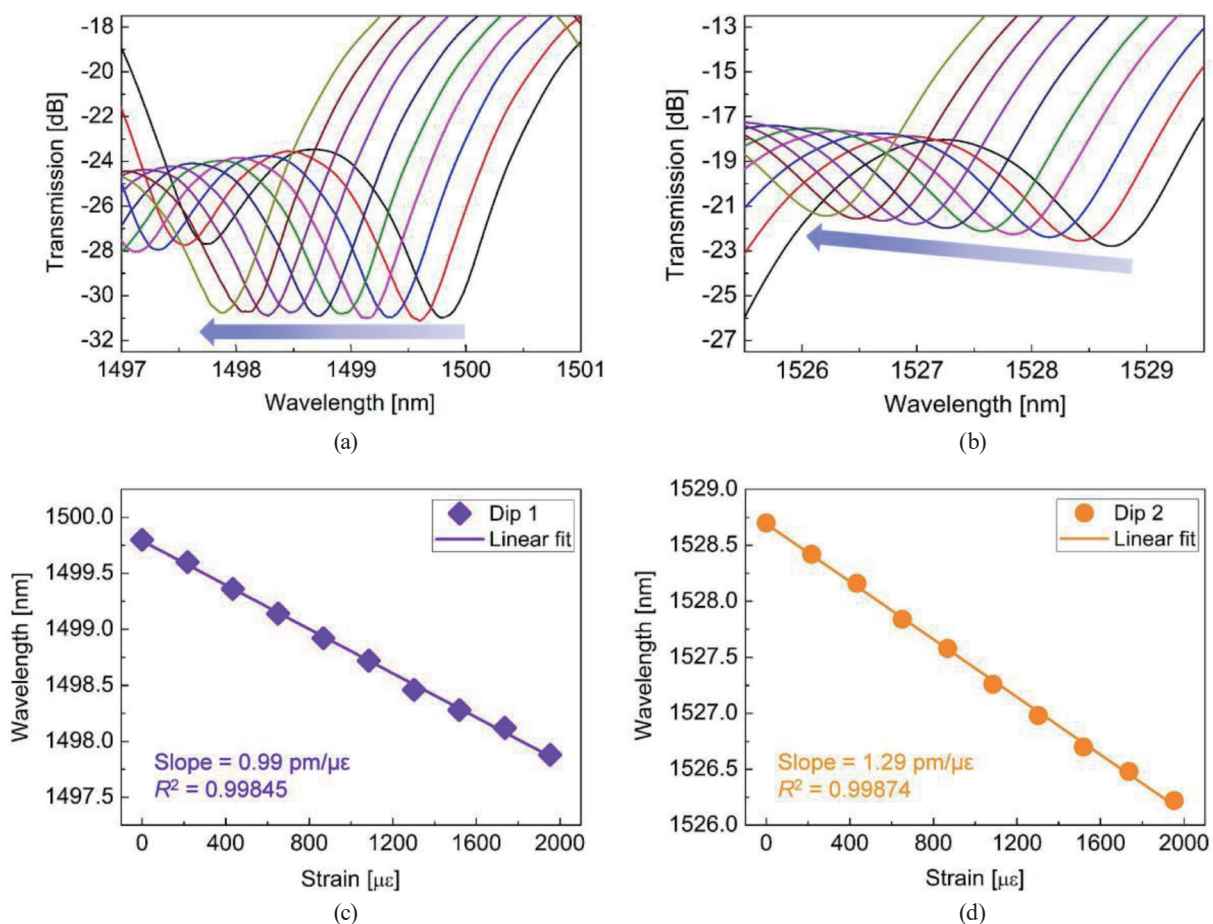 (a)
-18
-20
-22
-24
-26
-28
-30
-32
Transmission [dB]
1497 1498 1499 1500 1501
Wavelength [nm]
(a)
(b)
-13
-15
-17
-19
-21
-23
-25
-27
Transmission [dB]
1526 1527 1528 1529
Wavelength [nm]
(b)
1500.0
1499.5
1499.0
1498.5
1498.0
1497.5
Wavelength [nm]
Dip 1
Linear fit
Slope = 0.99 pm/με
R² = 0.99845
0 400 800 1200 1600 2000
Strain [με]
(c)
1529.0
1528.5
1528.0
1527.5
1527.0
1526.5
1526.0
Wavelength [nm]
Dip 2
Linear fit
Slope = 1.29 pm/με
R² = 0.99874
0 400 800 1200 1600 2000
Strain [με]
(d)